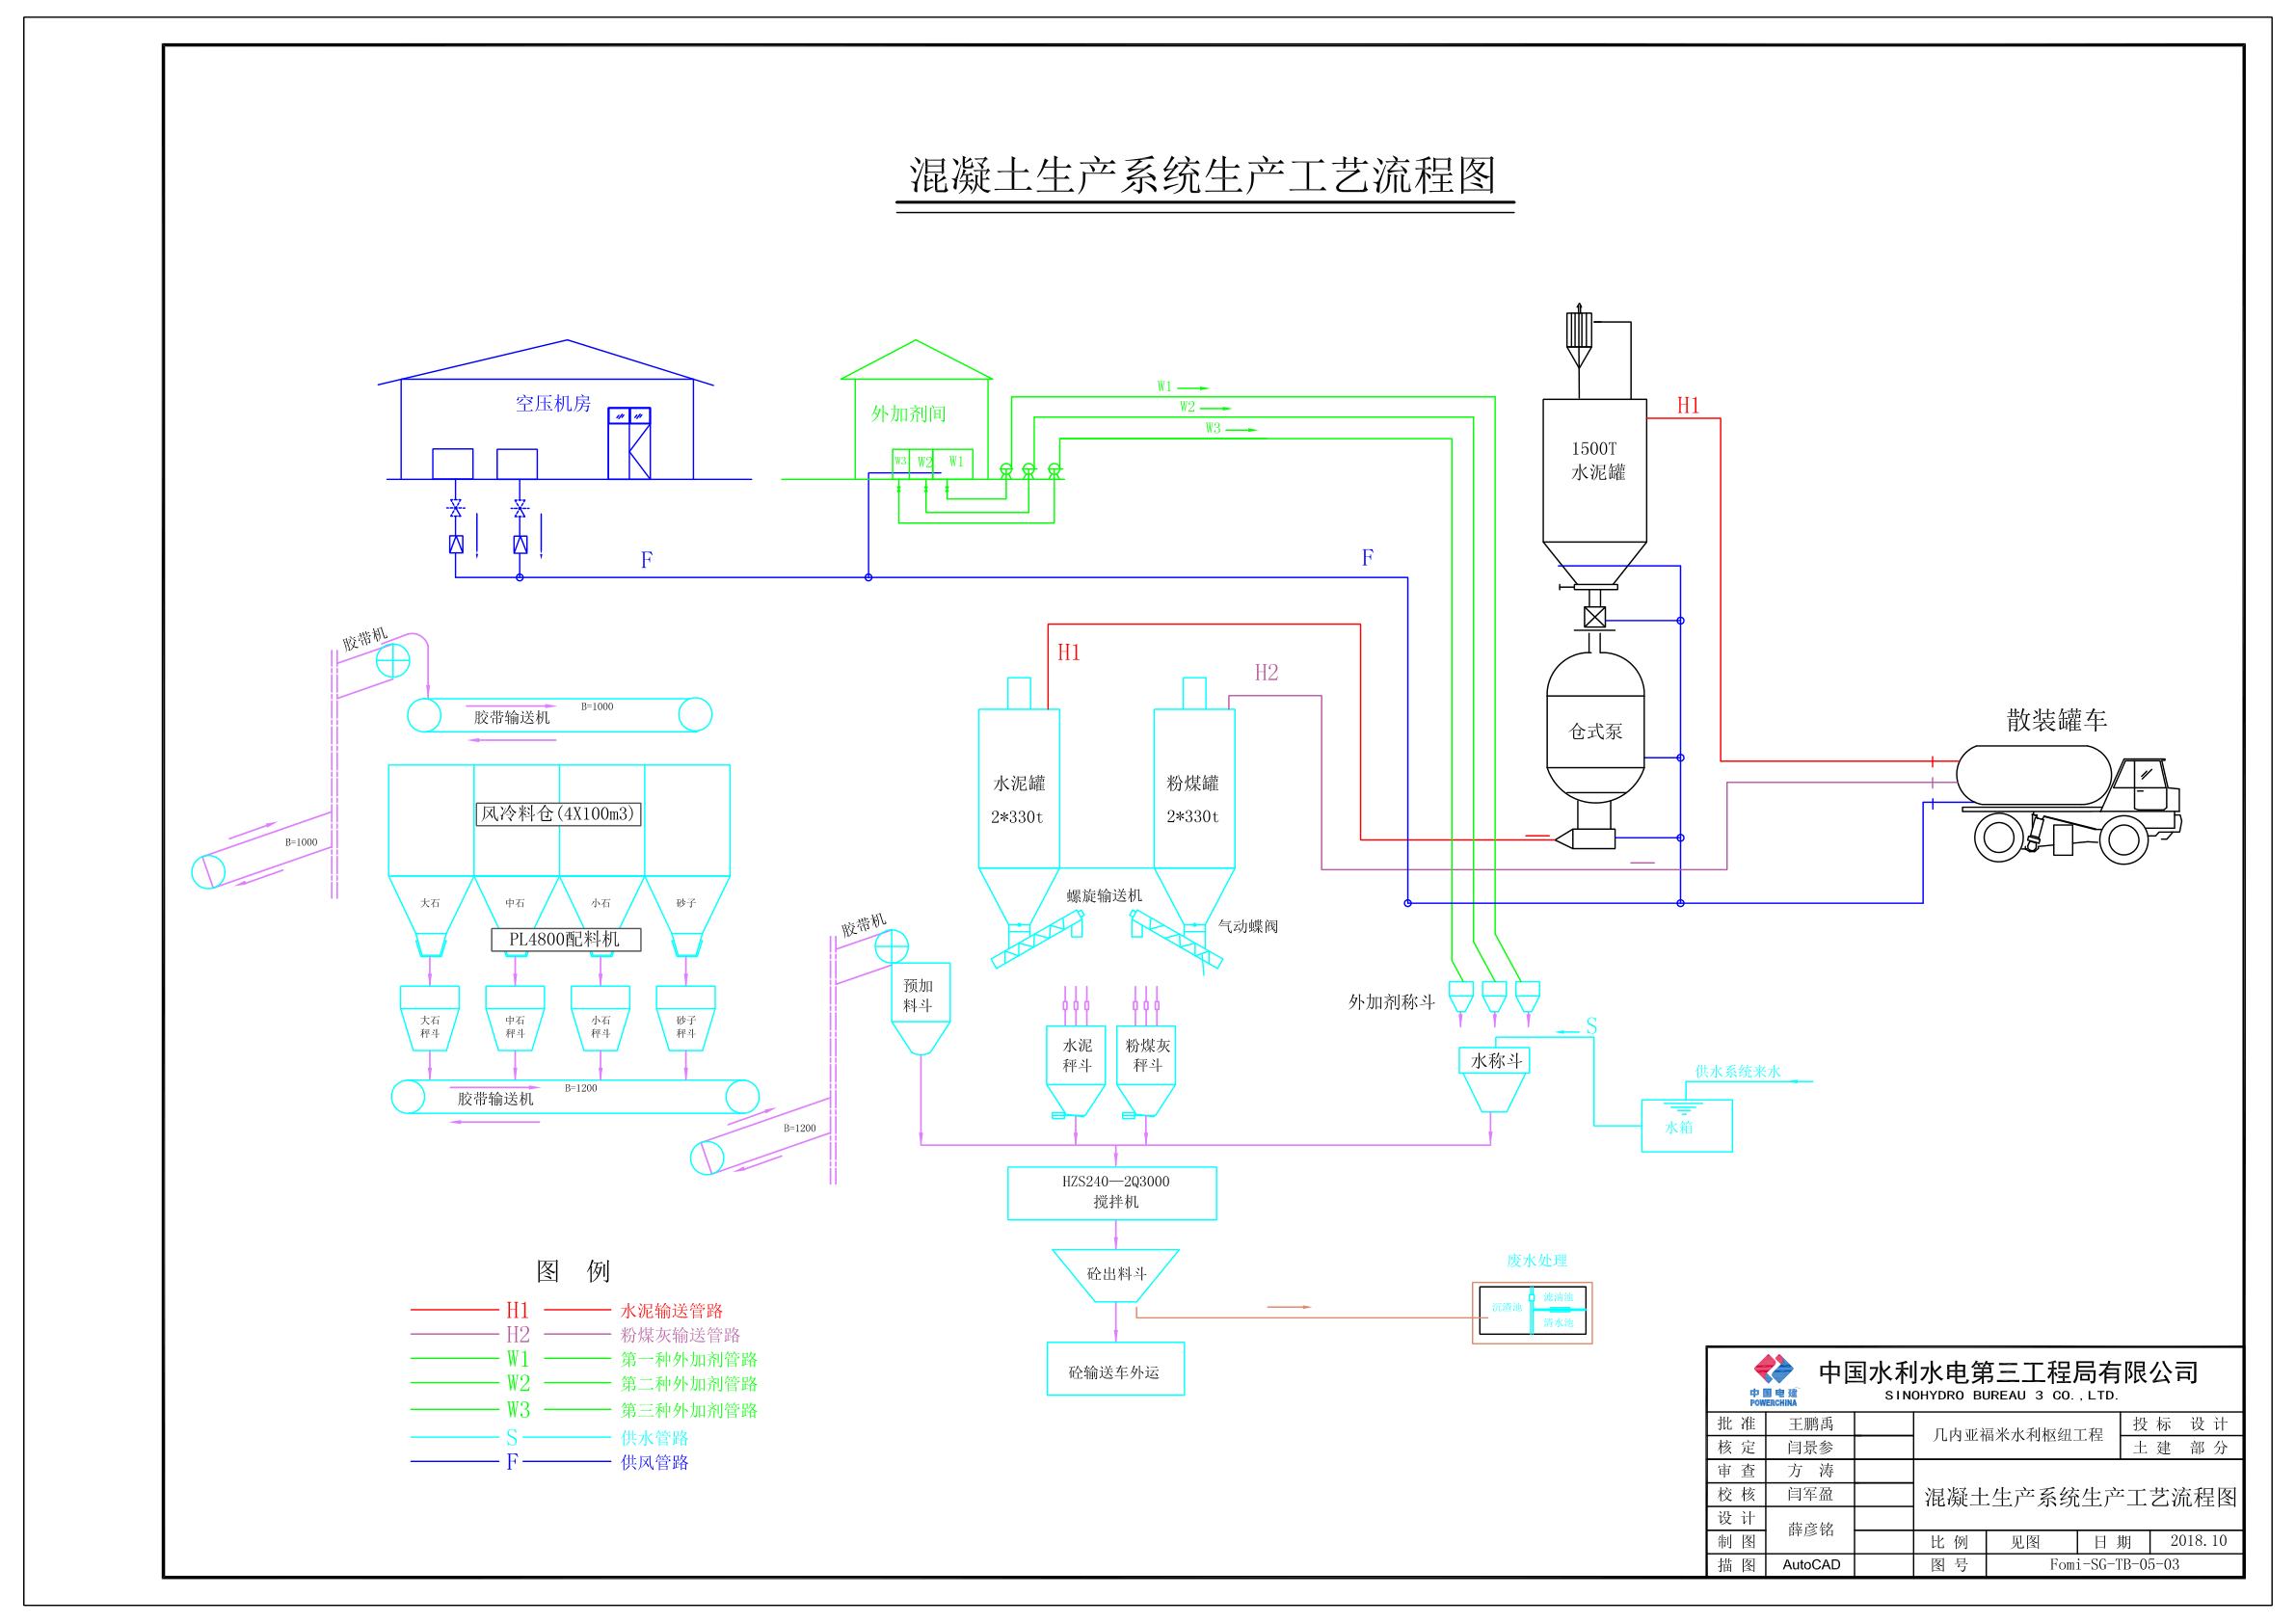 混凝土生产系统生产工艺流程图
空压机房
外加剂间
W3 W2 W1
W1
W2
W3
H1
1500T
水泥罐
F
F
胶带机
B=1000
胶带输送机
H1
H2
仓式泵
散装罐车
水泥罐
2*330t
粉煤罐
2*330t
风冷料仓(4X100m3)
B=1000
大石
中石
小石
砂子
螺旋输送机
气动蝶阀
PL4800配料机
胶带机
预加
料斗
外加剂称斗
S
大石
秤斗
中石
秤斗
小石
秤斗
砂子
秤斗
水泥
秤斗
粉煤灰
秤斗
水称斗
供水系统来水
水箱
B=1200
胶带输送机
B=1200
HZS240—2Q3000
搅拌机
砼出料斗
砼输送车外运
废水处理
沉渣池
滤油池
清水池
图 例
H1 水泥输送管路
H2 粉煤灰输送管路
W1 第一种外加剂管路
W2 第二种外加剂管路
W3 第三种外加剂管路
S 供水管路
F 供风管路
中国电建
POWERCHINA
中国水利水电第三工程局有限公司
SINOHYDRO BUREAU 3 CO.,LTD.
批 准 王鹏禹
核 定 闫景参
审 查 方 涛
校 核 闫军盈
设 计
制 图 薛彦铭
描 图 AutoCAD
几内亚福米水利枢纽工程
投 标 设 计
土 建 部 分
混凝土生产系统生产工艺流程图
比 例 见图 日 期 2018.10
图 号 Fomi-SG-TB-05-03